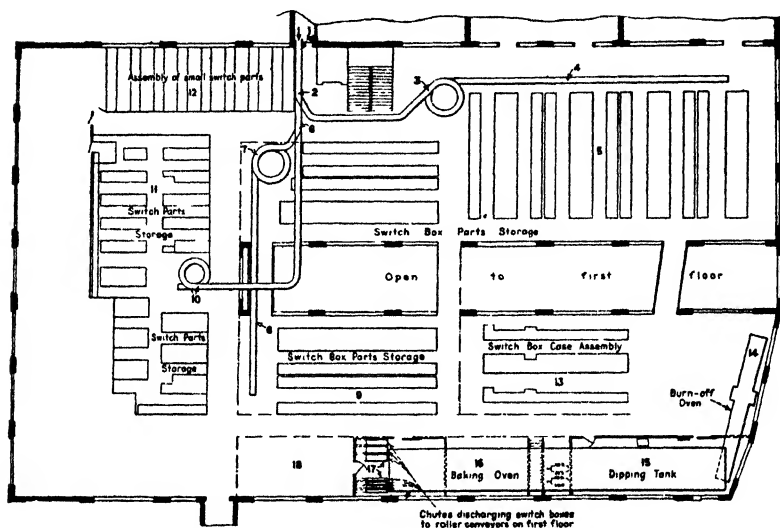 4
3
2
Assembly of small switch parts
12
6
7
5
11
Switch Parts
Storage
Switch Box Parts Storage
Open to first floor
10
8
Switch Parts
Storage
Switch Box Parts Storage
9
Switch Box Case Assembly
13
14
Burn-off
Oven
18
17
16
Baking Oven
15
Dipping Tank
Chutes discharging switch boxes
to roller conveyors on first floor